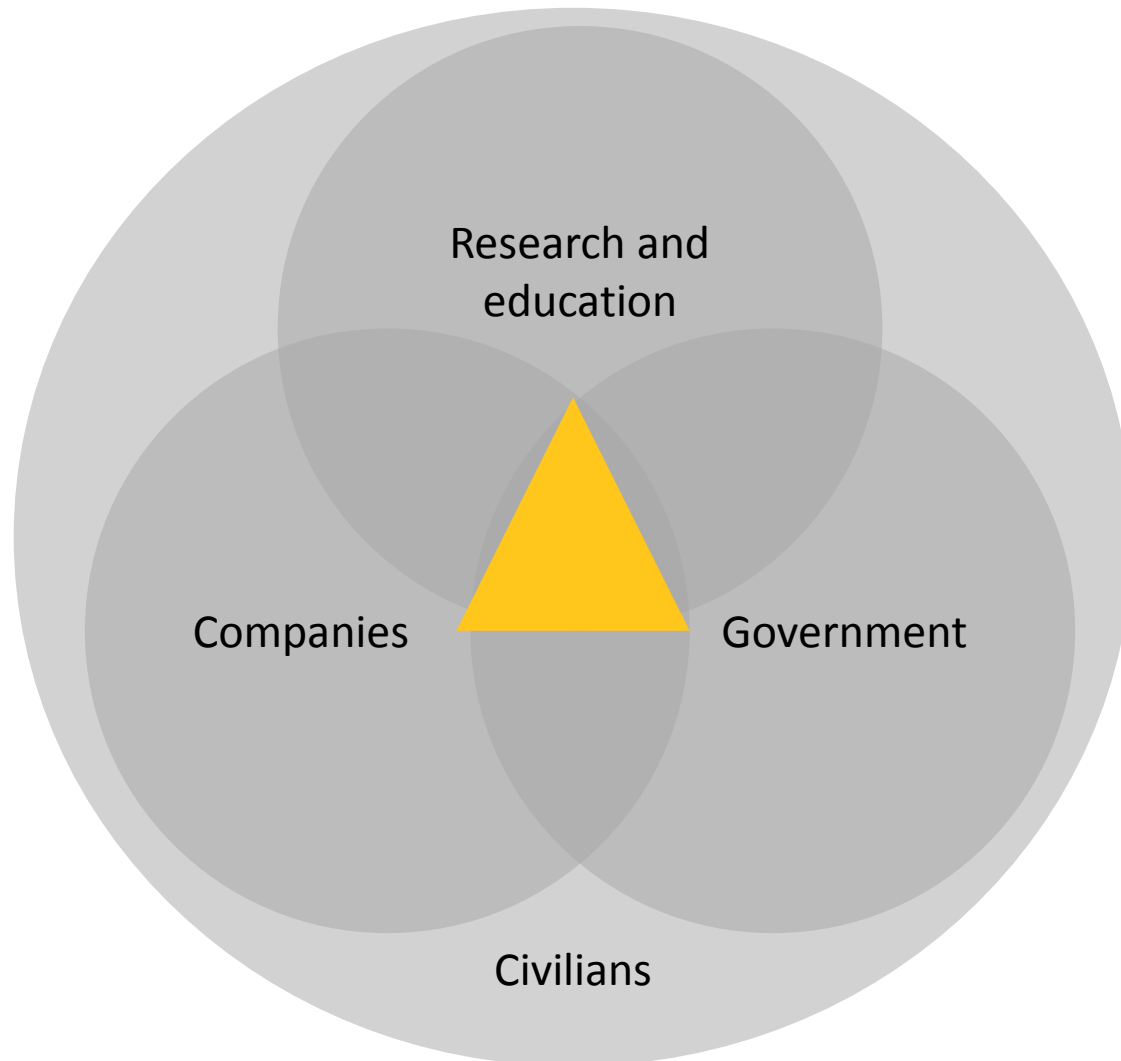 Research and
education
Companies
Government
Civilians